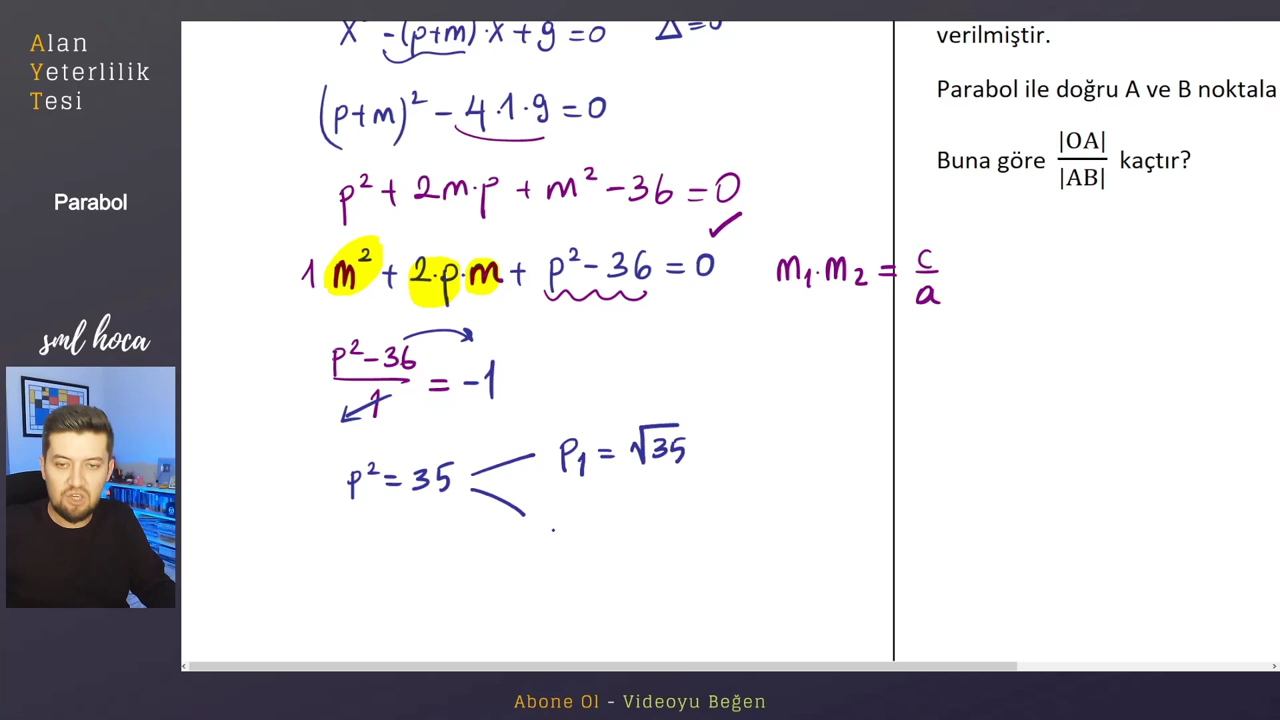 Alan
Yeterlilik
Tesi
Parabol
sml hoca
x² - (p+m)·x + 9 = 0 Δ = 0
(p+m)² - 4·1·9 = 0
p² + 2m·p + m² - 36 = 0
1 m² + 2·p·m + p² - 36 = 0 m₁·m₂ = c/a
(p² - 36)/1 = -1
p² = 35 p₁ = √35
verilmiştir.
Parabol ile doğru A ve B noktala
Buna göre |OA|/|AB| kaçtır?
Abone Ol - Videoyu Beğen